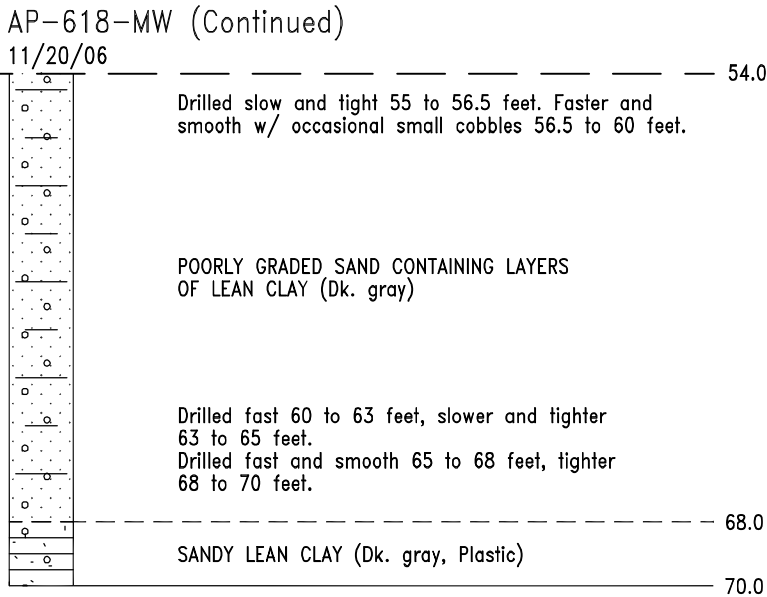 AP-618-MW (Continued)
11/20/06
54.0
Drilled slow and tight 55 to 56.5 feet. Faster and
smooth w/ occasional small cobbles 56.5 to 60 feet.
POORLY GRADED SAND CONTAINING LAYERS
OF LEAN CLAY (Dk. gray)
Drilled fast 60 to 63 feet, slower and tighter
63 to 65 feet.
Drilled fast and smooth 65 to 68 feet, tighter
68 to 70 feet.
68.0
SANDY LEAN CLAY (Dk. gray, Plastic)
70.0